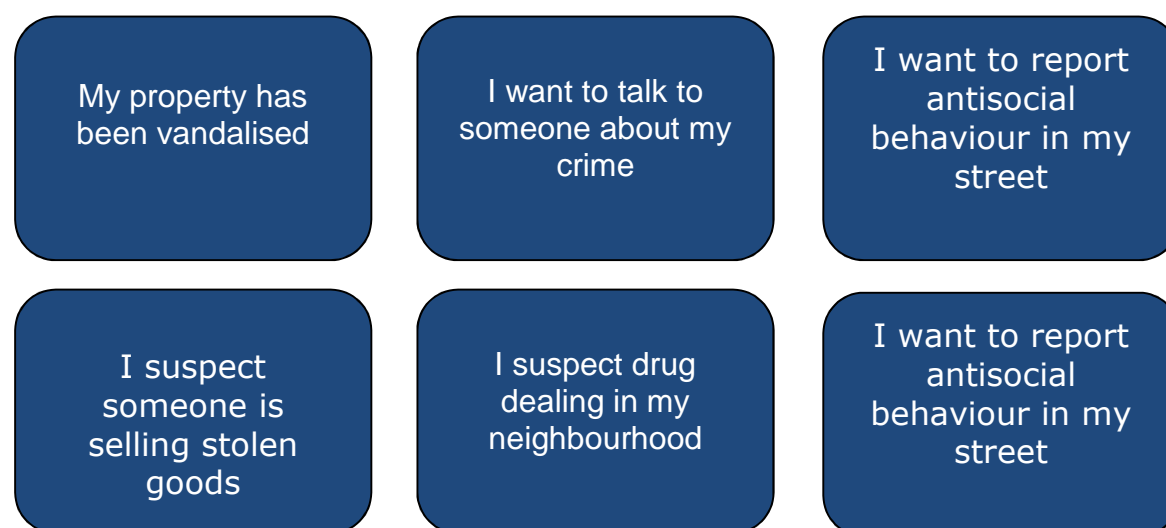 My property has
been vandalised
I want to talk to
someone about my
crime
I want to report
antisocial
behaviour in my
street
I suspect
someone is
selling stolen
goods
I suspect drug
dealing in my
neighbourhood
I want to report
antisocial
behaviour in my
street